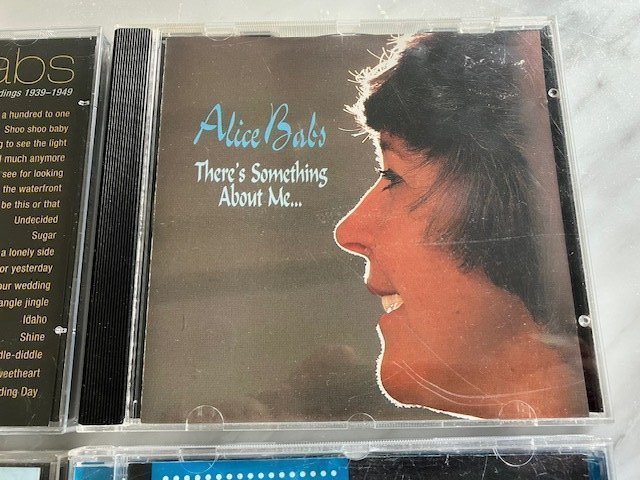 abs
dings 1939–1949
a hundred to one
Shoo shoo baby
g to see the light
much anymore
see for looking
the waterfront
be this or that
Undecided
Sugar
a lonely side
or yesterday
our wedding
angle jingle
Idaho
Shine
dle-diddle
weetheart
ding Day
Alice Babs
There's Something
About Me...